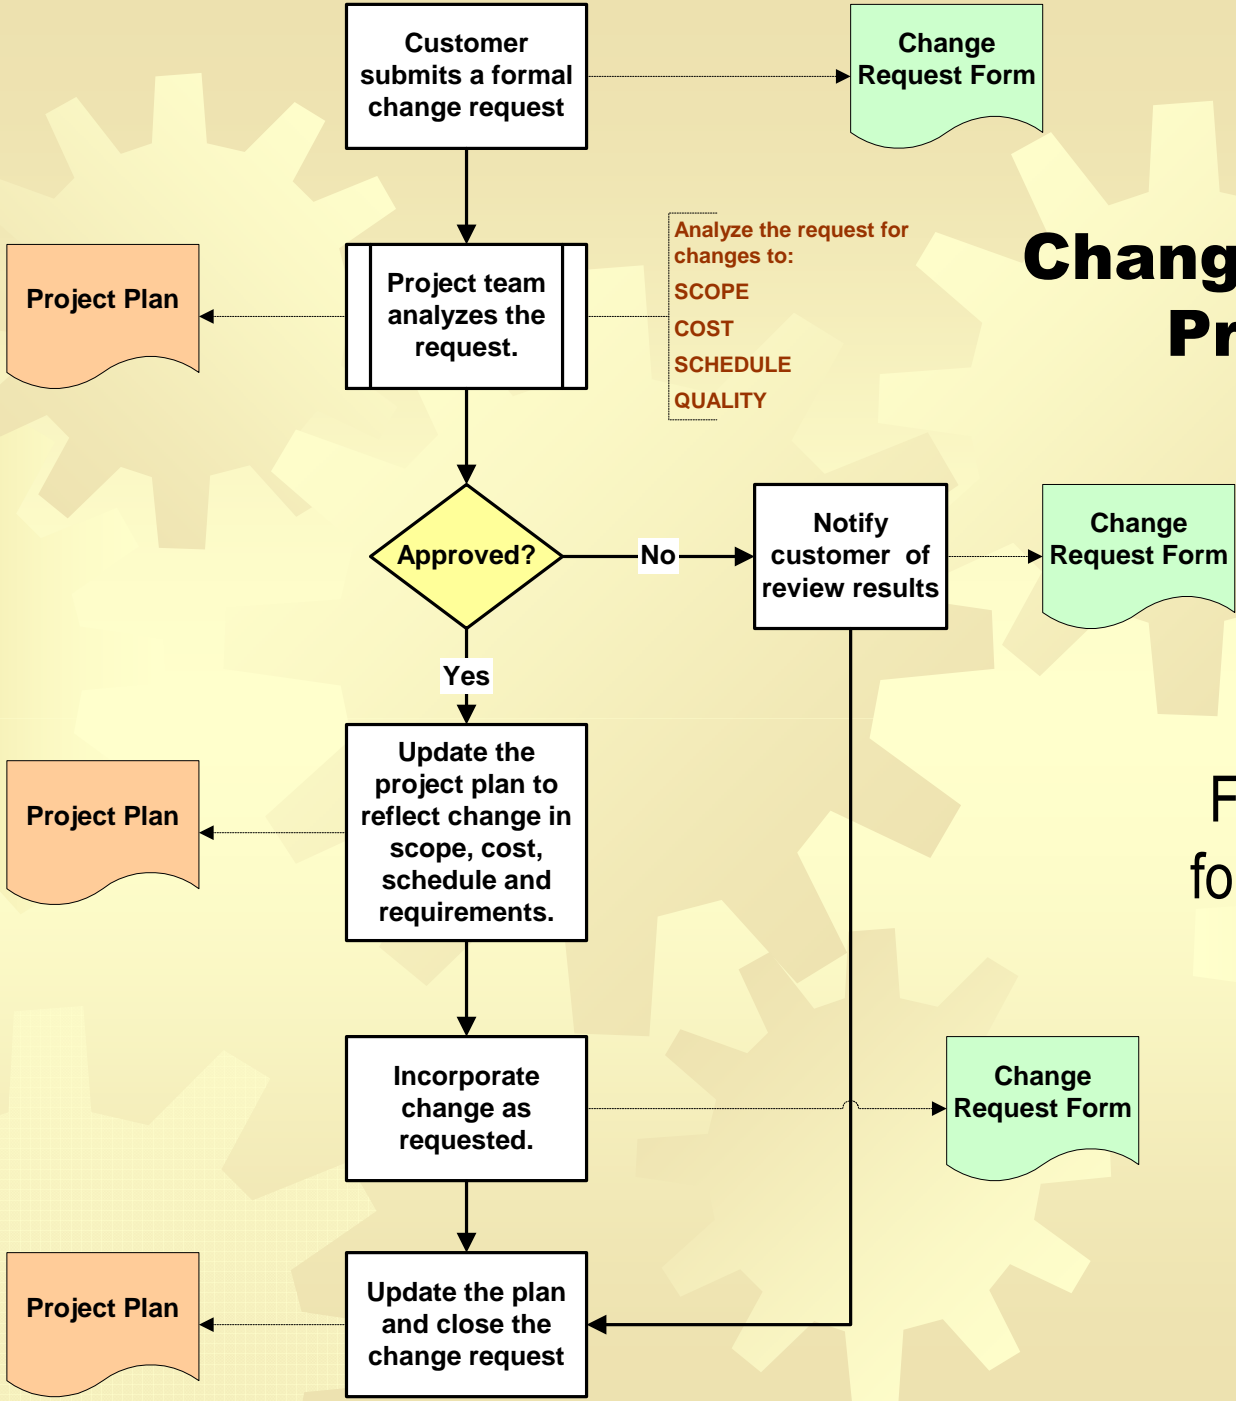 Customer
submits a formal
change request
Change
Request Form
Project Plan
Project team
analyzes the
request.
Analyze the request for
changes to:
SCOPE
COST
SCHEDULE
QUALITY
Chang
Pr
Approved?
No
Notify
customer of
review results
Change
Request Form
Yes
Project Plan
Update the
project plan to
reflect change in
scope, cost,
schedule and
requirements.
F
fo
Incorporate
change as
requested.
Change
Request Form
Project Plan
Update the plan
and close the
change request